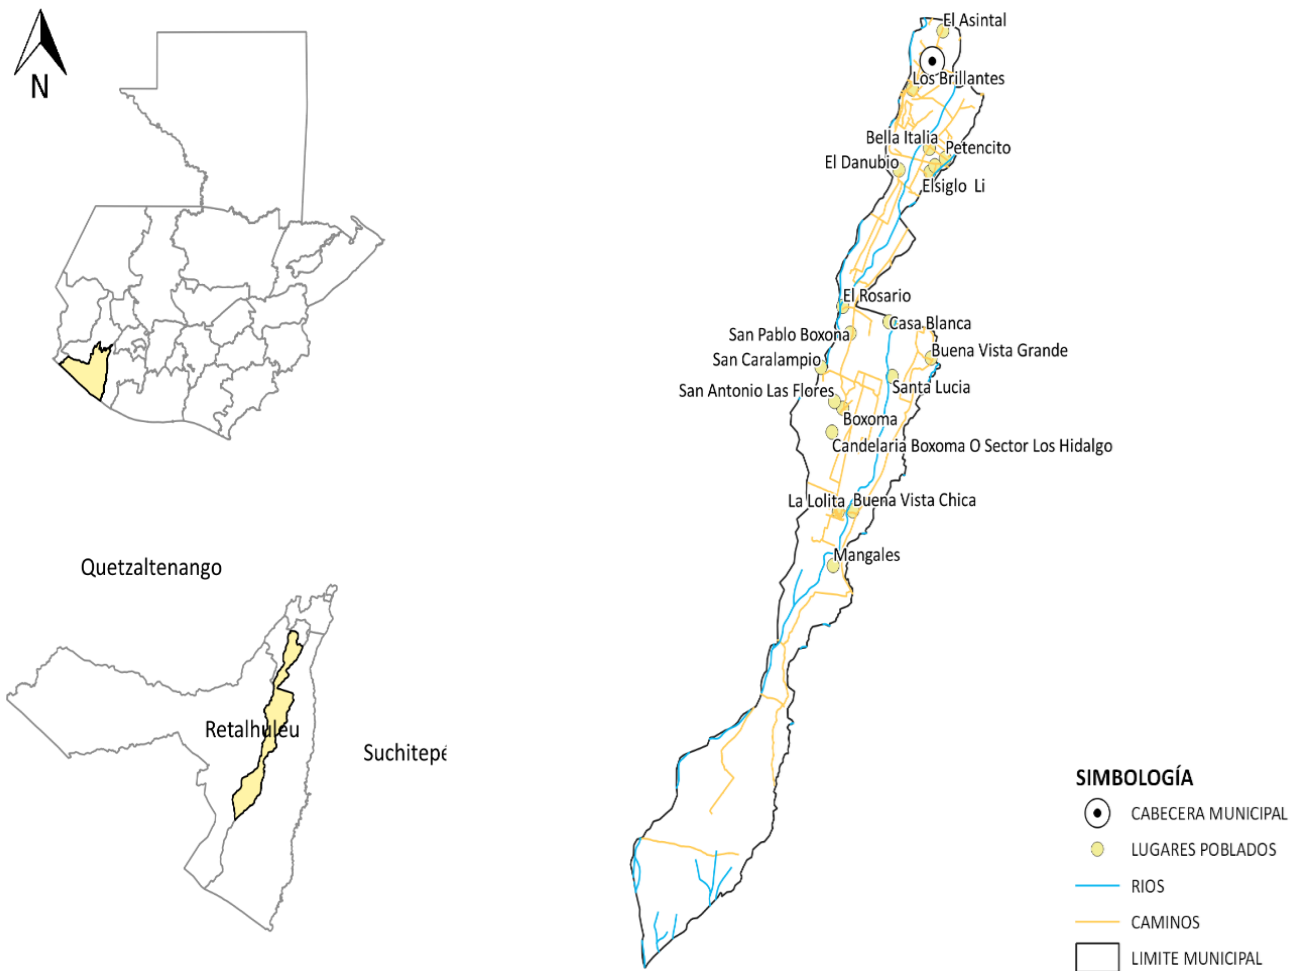 N
El Asintal
Los Brillantes
Bella Italia
Petencito
El Danubio
Elsiglo Li
El Rosario
Casa Blanca
San Pablo Boxona
Buena Vista Grande
San Caralampio
Santa Lucia
San Antonio Las Flores
Boxoma
Candelaria Boxoma O Sector Los Hidalgo
La Lolita
Buena Vista Chica
Mangales
Quetzaltenango
Retalhuleu
Suchitepé
SIMBOLOGÍA
CABECERA MUNICIPAL
LUGARES POBLADOS
RIOS
CAMINOS
LIMITE MUNICIPAL